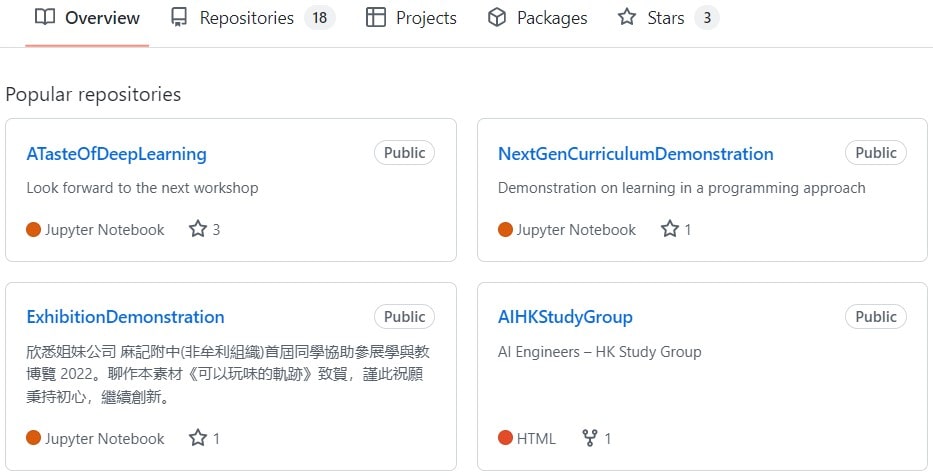 Overview Repositories 18 Projects Packages Stars 3
Popular repositories
ATasteOfDeepLearning Public
Look forward to the next workshop
Jupyter Notebook 3
NextGenCurriculumDemonstration Public
Demonstration on learning in a programming approach
Jupyter Notebook 1
ExhibitionDemonstration Public
欣悉姐妹公司 麻記附中(非牟利組織)首屆同學協助參展學與教
博覽 2022。聊作本素材《可以玩味的軌跡》致賀，謹此祝願
秉持初心，繼續創新。
Jupyter Notebook 1
AIHKStudyGroup Public
AI Engineers – HK Study Group
HTML 1